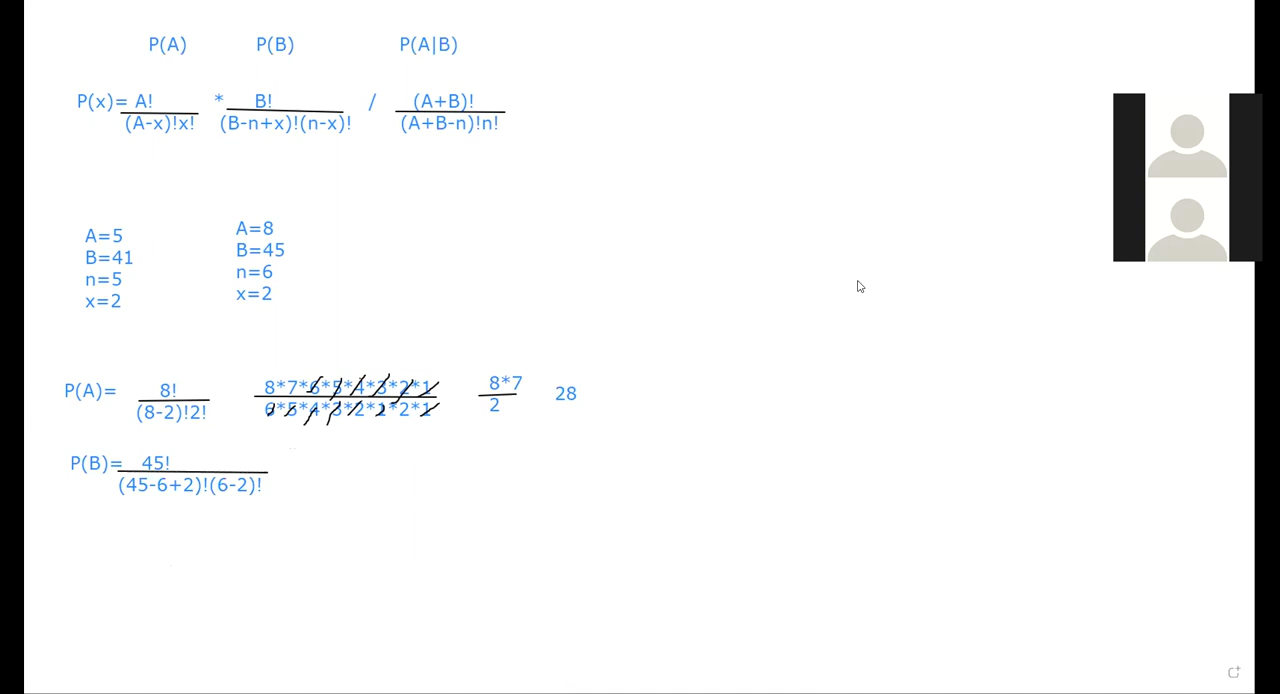 P(A) P(B) P(A|B)
P(x)= A! * B! / (A+B)!
(A-x)!x! (B-n+x)!(n-x)! (A+B-n)!n!
A=5
B=41
n=5
x=2
A=8
B=45
n=6
x=2
P(A)= 8! 8*7*6*5*4*3*2*1 8*7 28
(8-2)!2! 6*5*4*3*2*1*2*1 2
P(B)= 45!
(45-6+2)!(6-2)!